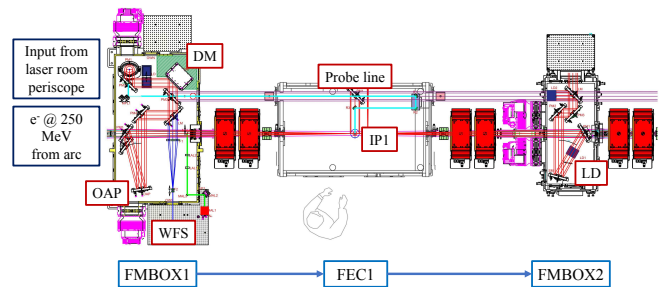 DM
Input from
laser room
periscope
Probe line
e- @ 250
MeV
from arc
IP1
OAP
LD
WFS
FMBOX1
FEC1
FMBOX2